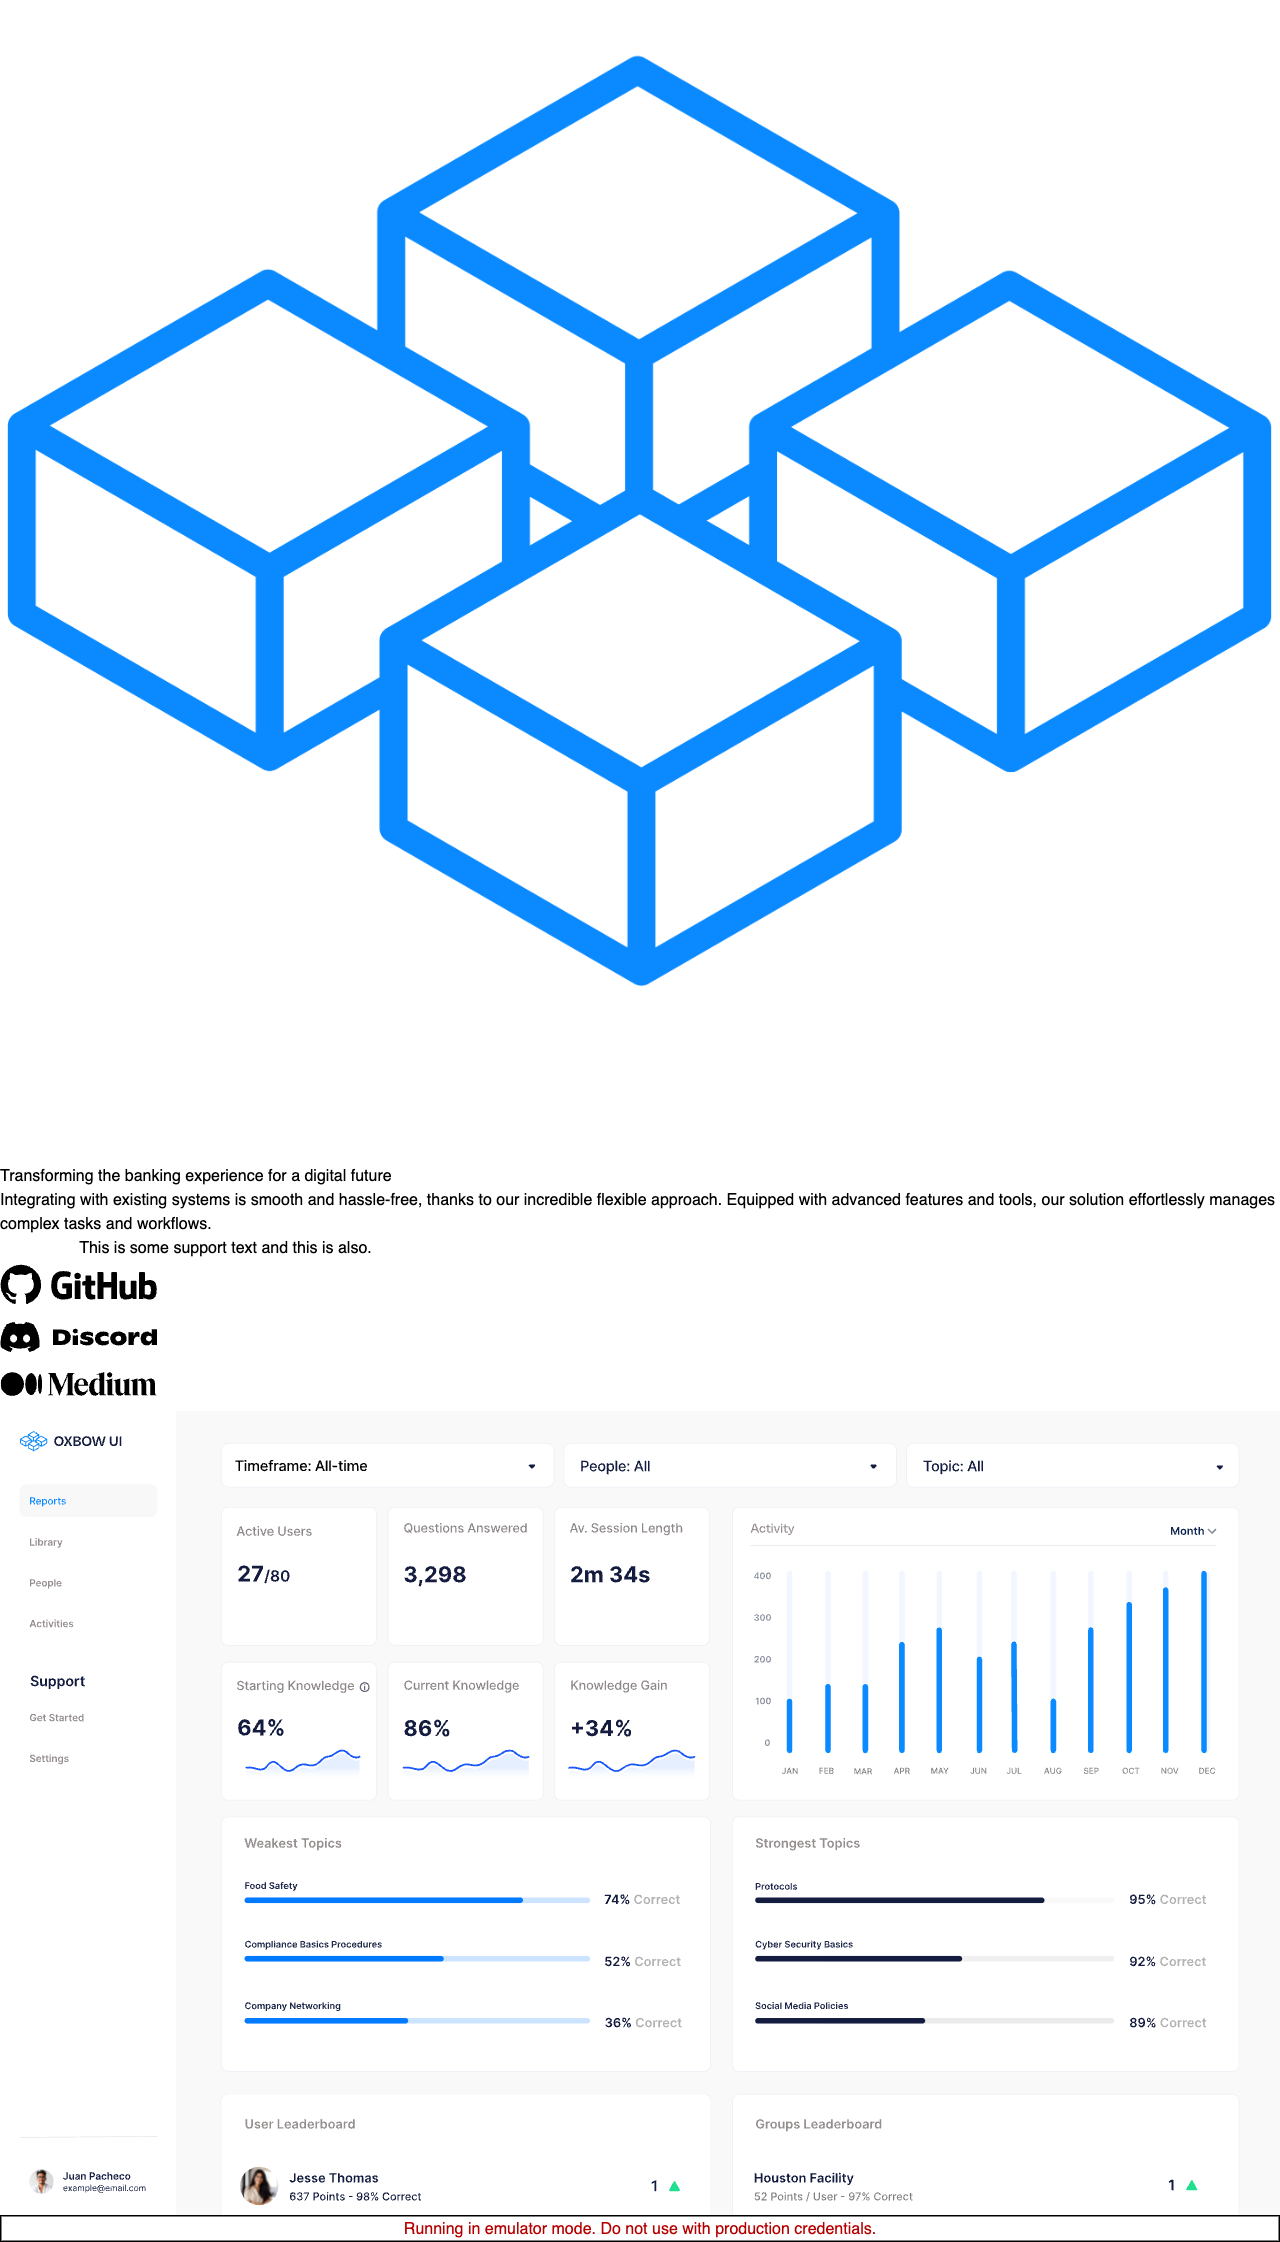 Transforming the banking experience for a digital future
Integrating with existing systems is smooth and hassle-free, thanks to our incredible flexible approach. Equipped with advanced features and tools, our solution effortlessly manages
complex tasks and workflows.
This is some support text and this is also.
GitHub
Discord
Medium
OXBOW UI
Reports
Library
People
Activities
Support
Get Started
Settings
Juan Pacheco
example@email.com
Timeframe: All-time
People: All
Topic: All
Active Users
27/80
Questions Answered
3,298
Av. Session Length
2m 34s
Starting Knowledge
64%
Current Knowledge
86%
Knowledge Gain
+34%
Activity
Month
400
300
200
100
0
JAN FEB MAR APR MAY JUN JUL AUG SEP OCT NOV DEC
Weakest Topics
Food Safety
74% Correct
Compliance Basics Procedures
52% Correct
Company Networking
36% Correct
Strongest Topics
Protocols
95% Correct
Cyber Security Basics
92% Correct
Social Media Policies
89% Correct
User Leaderboard
Jesse Thomas
637 Points - 98% Correct
1
Groups Leaderboard
Houston Facility
52 Points / User - 97% Correct
1
Running in emulator mode. Do not use with production credentials.